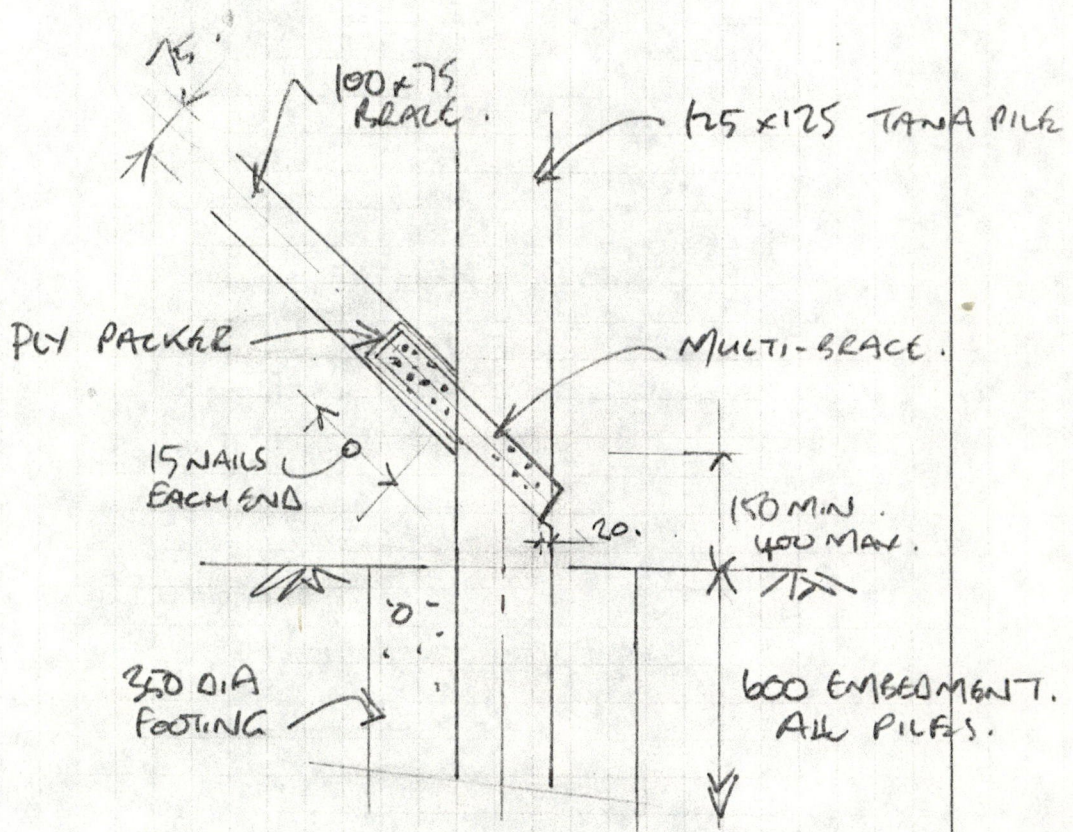 75
100x75
BRACE.
125x125 TANA PILE
PLY PACKER
MULTI-BRACE.
15 NAILS
EACH END
20.
150 MIN.
400 MAX.
350 DIA
FOOTING
600 EMBEDMENT.
ALL PILES.